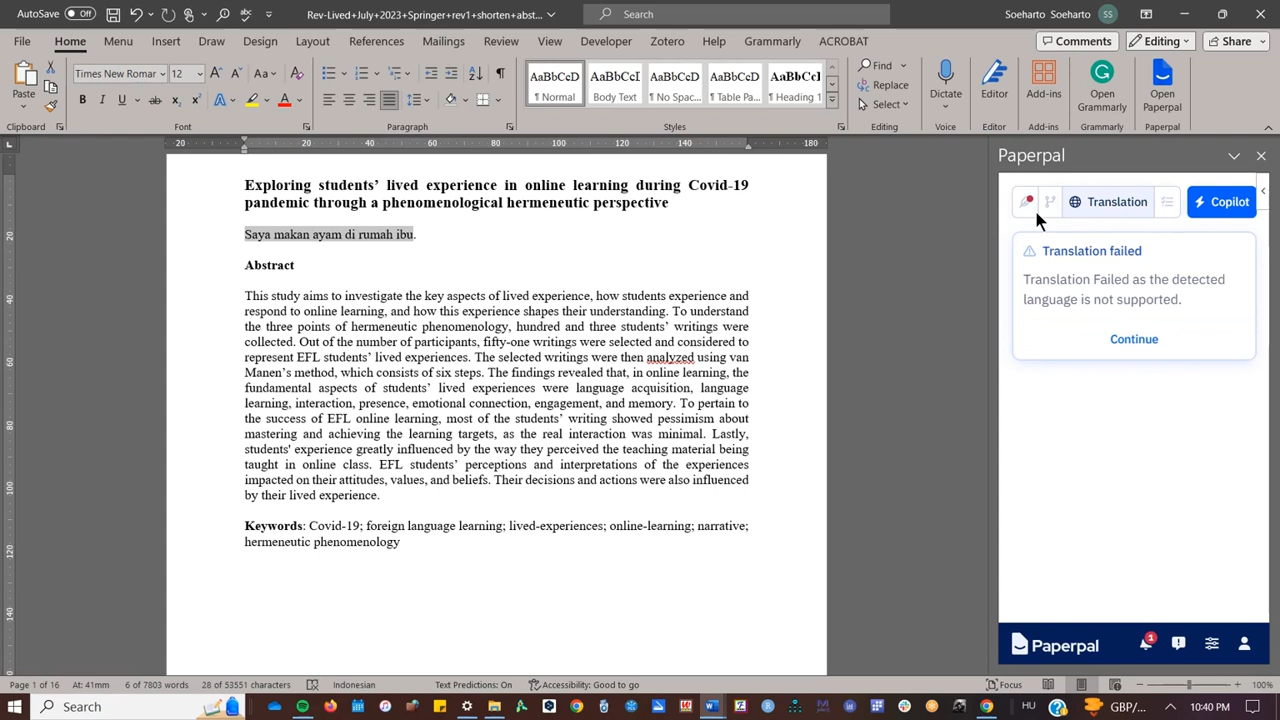 AutoSave Off Rev-Lived+July+2023+Springer+rev1+shorten+abst... Search Soeharto Soeharto SS
File Home Menu Insert Draw Design Layout References Mailings Review View Developer Zotero Help Grammarly ACROBAT Comments Editing Share
Paste Times New Roman 12 Find Replace Select Dictate Editor Add-ins Open Grammarly Open Paperpal
AaBbCcD ¶ Normal AaBbCcI Body Text AaBbCcD ¶ No Spac... AaBbCcD ¶ Table Pa... AaBbCcI ¶ Heading 1
Clipboard Font Paragraph Styles Editing Voice Editor Add-ins Grammarly Paperpal
20 20 40 60 80 100 120 140 180
Exploring students’ lived experience in online learning during Covid-19
pandemic through a phenomenological hermeneutic perspective
Saya makan ayam di rumah ibu.
Abstract
This study aims to investigate the key aspects of lived experience, how students experience and
respond to online learning, and how this experience shapes their understanding. To understand
the three points of hermeneutic phenomenology, hundred and three students’ writings were
collected. Out of the number of participants, fifty-one writings were selected and considered to
represent EFL students’ lived experiences. The selected writings were then analyzed using van
Manen’s method, which consists of six steps. The findings revealed that, in online learning, the
fundamental aspects of students’ lived experiences were language acquisition, language
learning, interaction, presence, emotional connection, engagement, and memory. To pertain to
the success of EFL online learning, most of the students’ writing showed pessimism about
mastering and achieving the learning targets, as the real interaction was minimal. Lastly,
students' experience greatly influenced by the way they perceived the teaching material being
taught in online class. EFL students’ perceptions and interpretations of the experiences
impacted on their attitudes, values, and beliefs. Their decisions and actions were also influenced
by their lived experience.
Keywords: Covid-19; foreign language learning; lived-experiences; online-learning; narrative;
hermeneutic phenomenology
Paperpal
Translation Copilot
Translation failed
Translation Failed as the detected
language is not supported.
Continue
Paperpal 1
Page 1 of 16 At: 41mm 6 of 7803 words 28 of 53551 characters Indonesian Text Predictions: On Accessibility: Good to go Focus 100%
Search HU GBP/... 10:40 PM